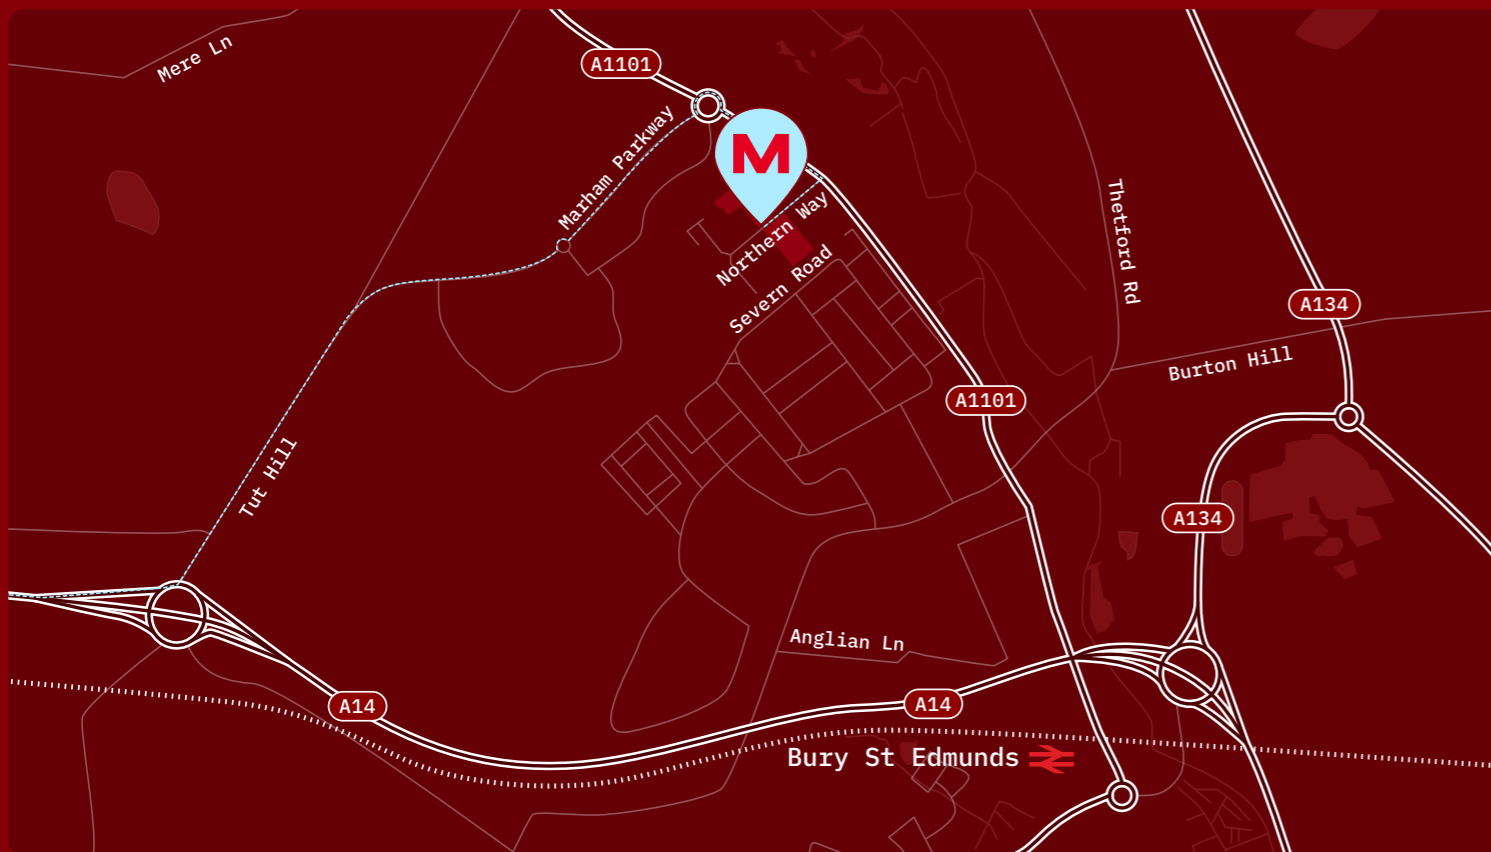 Mere Ln
A1101
Marham Parkway
M
Northern Way
Severn Road
Thetford Rd
A134
Burton Hill
A1101
Tut Hill
A134
Anglian Ln
A14
A14
Bury St Edmunds